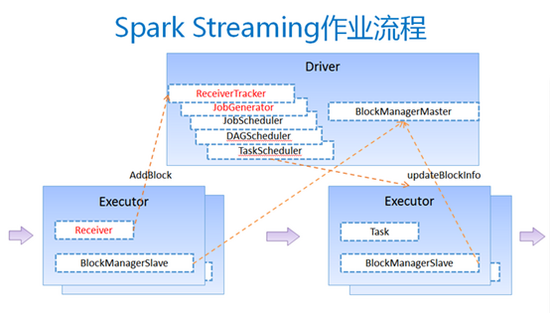 Spark Streaming作业流程
Driver
ReceiverTracker
JobGenerator
JobScheduler
DAGScheduler
TaskScheduler
BlockManagerMaster
AddBlock
updateBlockInfo
Executor
Receiver
BlockManagerSlave
Executor
Task
BlockManagerSlave